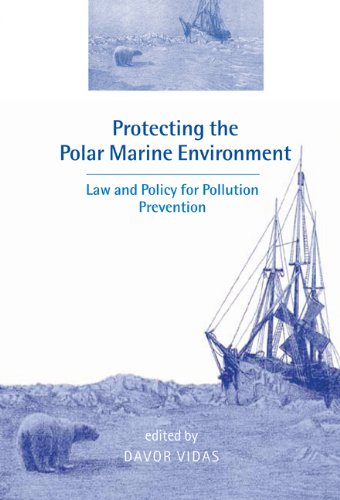 Protecting the
Polar Marine Environment
Law and Policy for Pollution
Prevention
edited by
DAVOR VIDAS